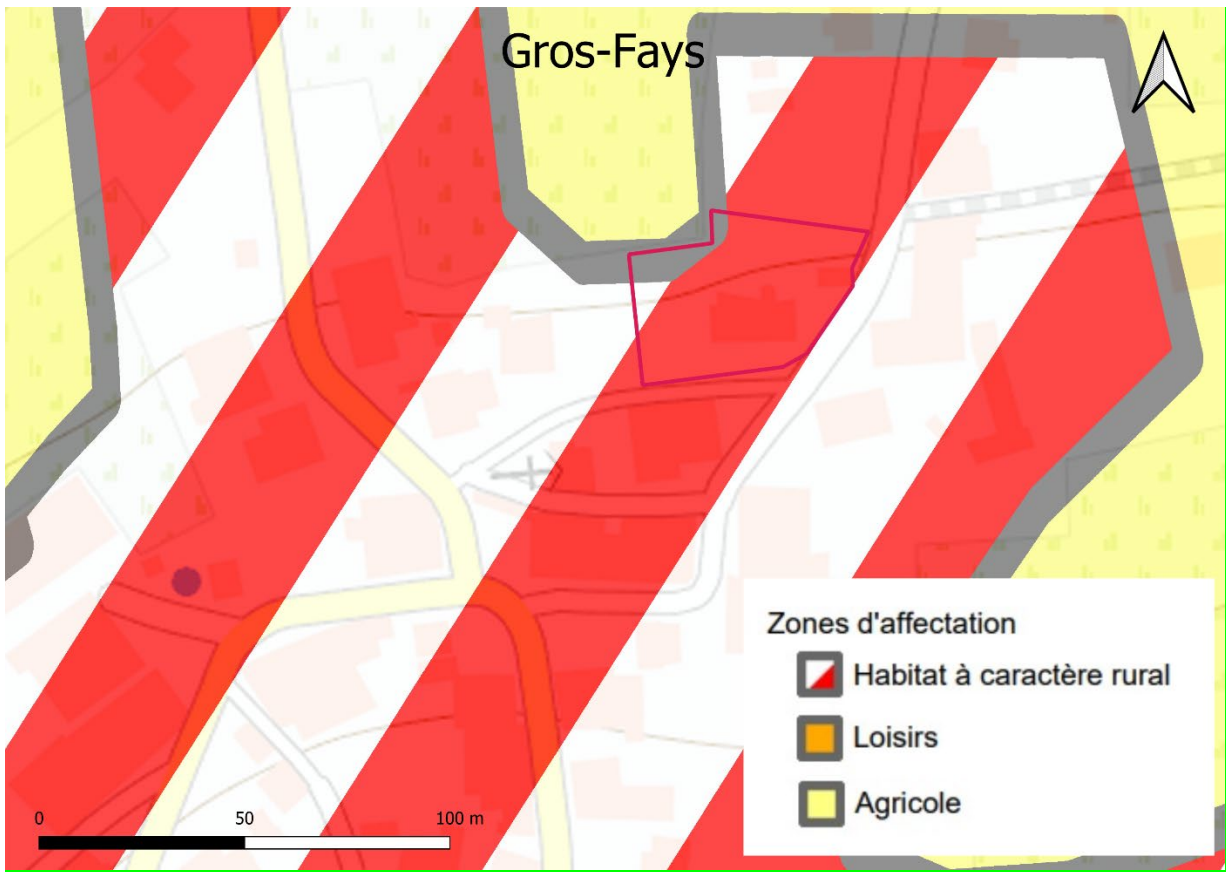 Gros-Fays
Zones d'affectation
Habitat à caractère rural
Loisirs
Agricole
0 50 100 m